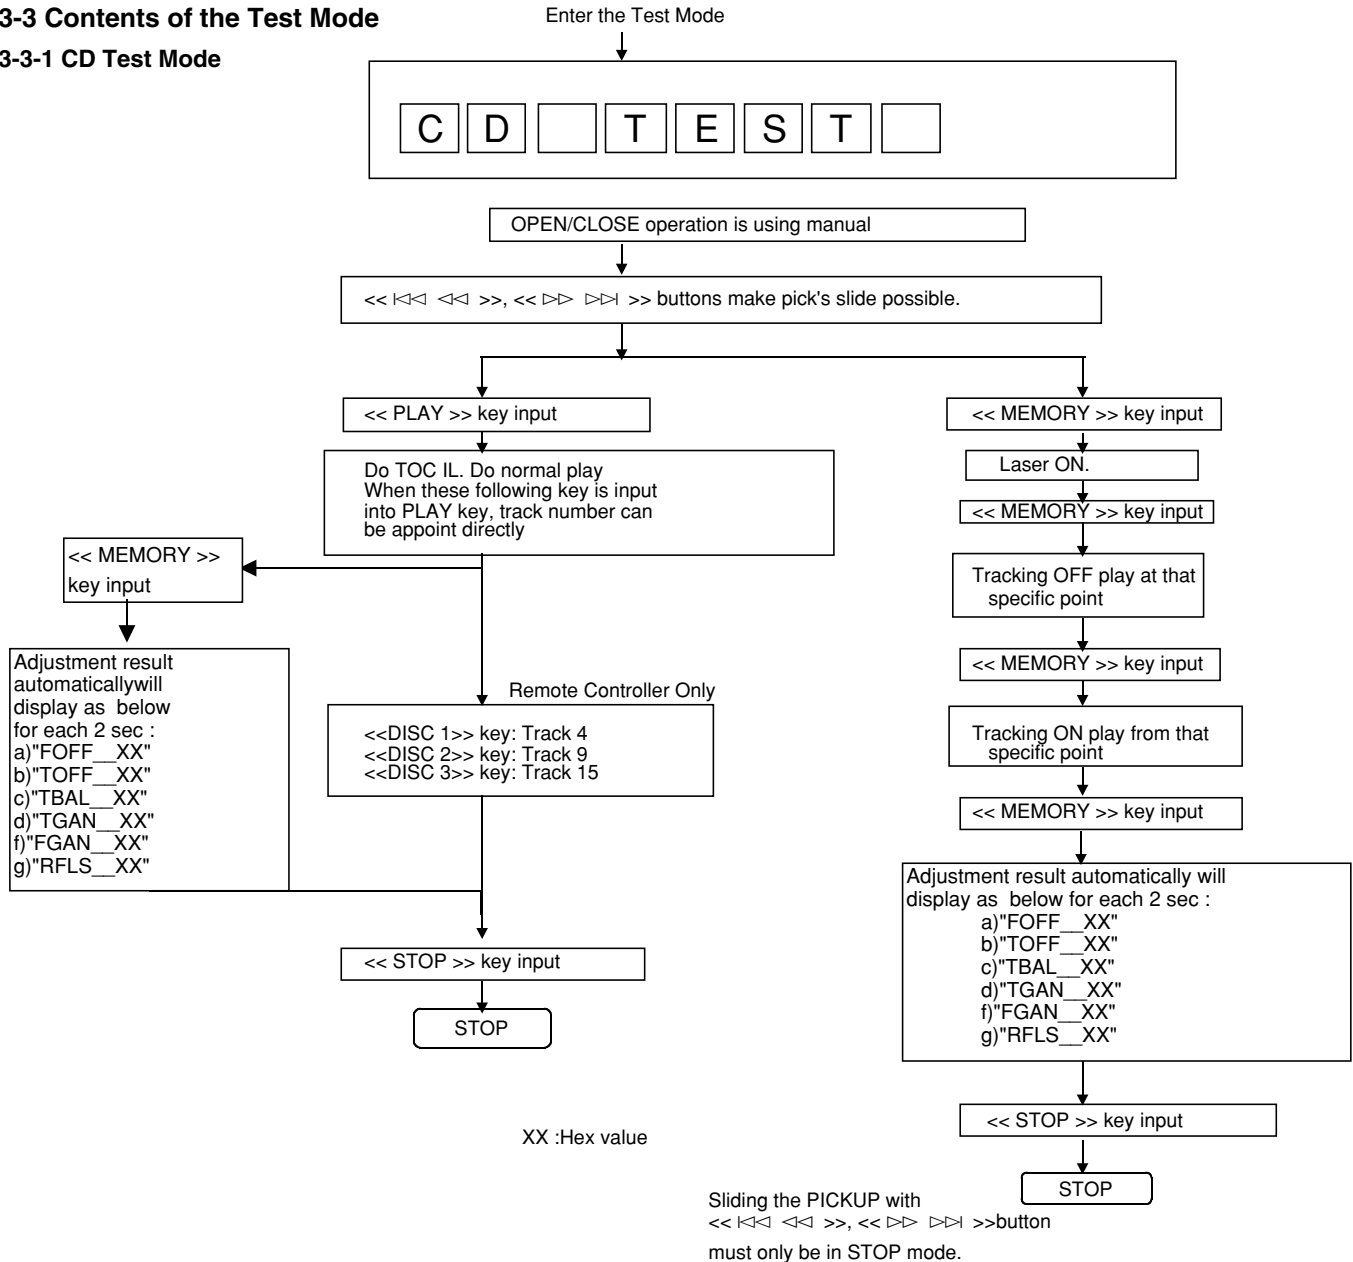 3-3 Contents of the Test Mode
Enter the Test Mode
3-3-1 CD Test Mode
C D T E S T
OPEN/CLOSE operation is using manual
<< |◁◁ ◁◁ >>, << ▷▷ ▷▷| >> buttons make pick's slide possible.
<< PLAY >> key input
Do TOC IL. Do normal play
When these following key is input
into PLAY key, track number can
be appoint directly
<< MEMORY >>
key input
Adjustment result
automaticallywill
display as below
for each 2 sec :
a)"FOFF__XX"
b)"TOFF__XX"
c)"TBAL__XX"
d)"TGAN__XX"
f)"FGAN__XX"
g)"RFLS__XX"
Remote Controller Only
<<DISC 1>> key: Track 4
<<DISC 2>> key: Track 9
<<DISC 3>> key: Track 15
<< STOP >> key input
STOP
<< MEMORY >> key input
Laser ON.
<< MEMORY >> key input
Tracking OFF play at that
specific point
<< MEMORY >> key input
Tracking ON play from that
specific point
<< MEMORY >> key input
Adjustment result automatically will
display as below for each 2 sec :
a)"FOFF__XX"
b)"TOFF__XX"
c)"TBAL__XX"
d)"TGAN__XX"
f)"FGAN__XX"
g)"RFLS__XX"
<< STOP >> key input
STOP
XX :Hex value
Sliding the PICKUP with
<< |◁◁ ◁◁ >>, << ▷▷ ▷▷| >>button
must only be in STOP mode.